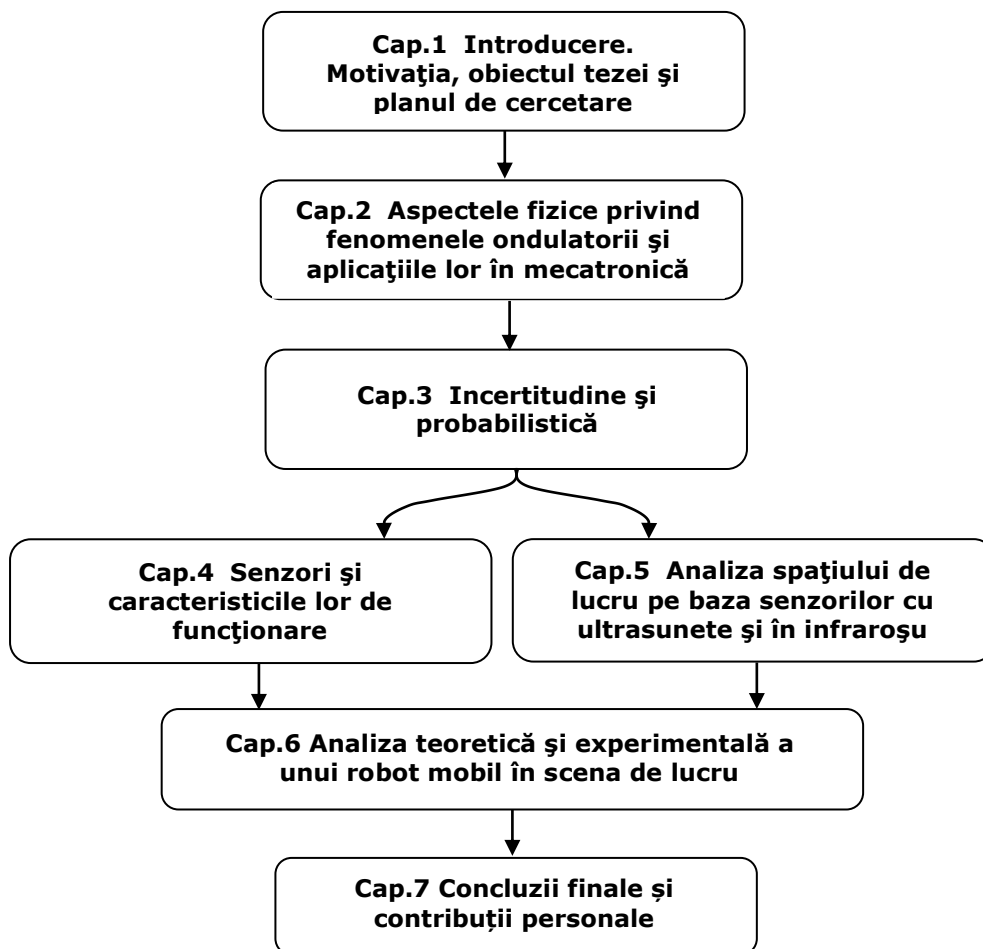 Cap.1  Introducere.
Motivaţia, obiectul tezei şi
planul de cercetare
Cap.2  Aspectele fizice privind
fenomenele ondulatorii şi
aplicaţiile lor în mecatronică
Cap.3  Incertitudine şi
probabilistică
Cap.4  Senzori şi
caracteristicile lor de
funcţionare
Cap.5  Analiza spaţiului de
lucru pe baza senzorilor cu
ultrasunete şi în infraroşu
Cap.6 Analiza teoretică şi experimentală a
unui robot mobil în scena de lucru
Cap.7 Concluzii finale și
contribuții personale